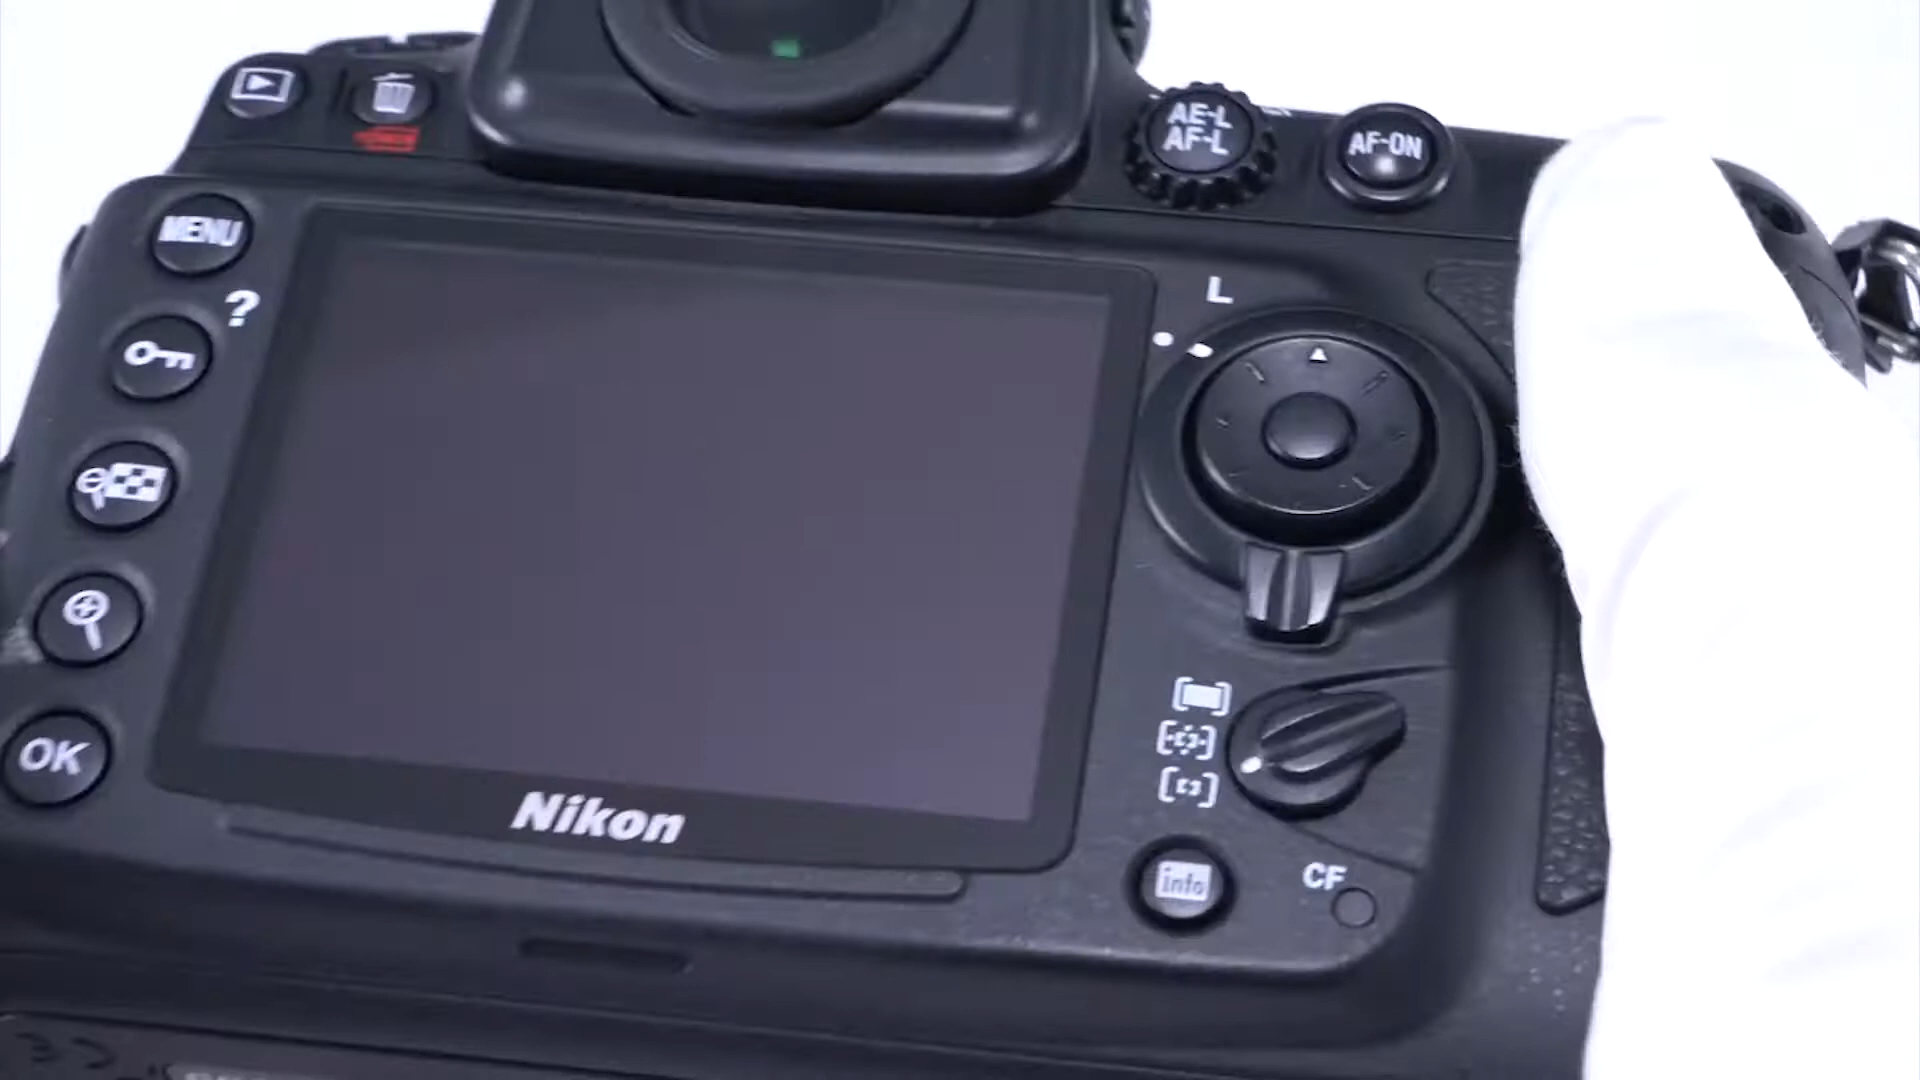 AE-L
AF-L
AF-ON
MENU
?
L
OK
Nikon
info
CF